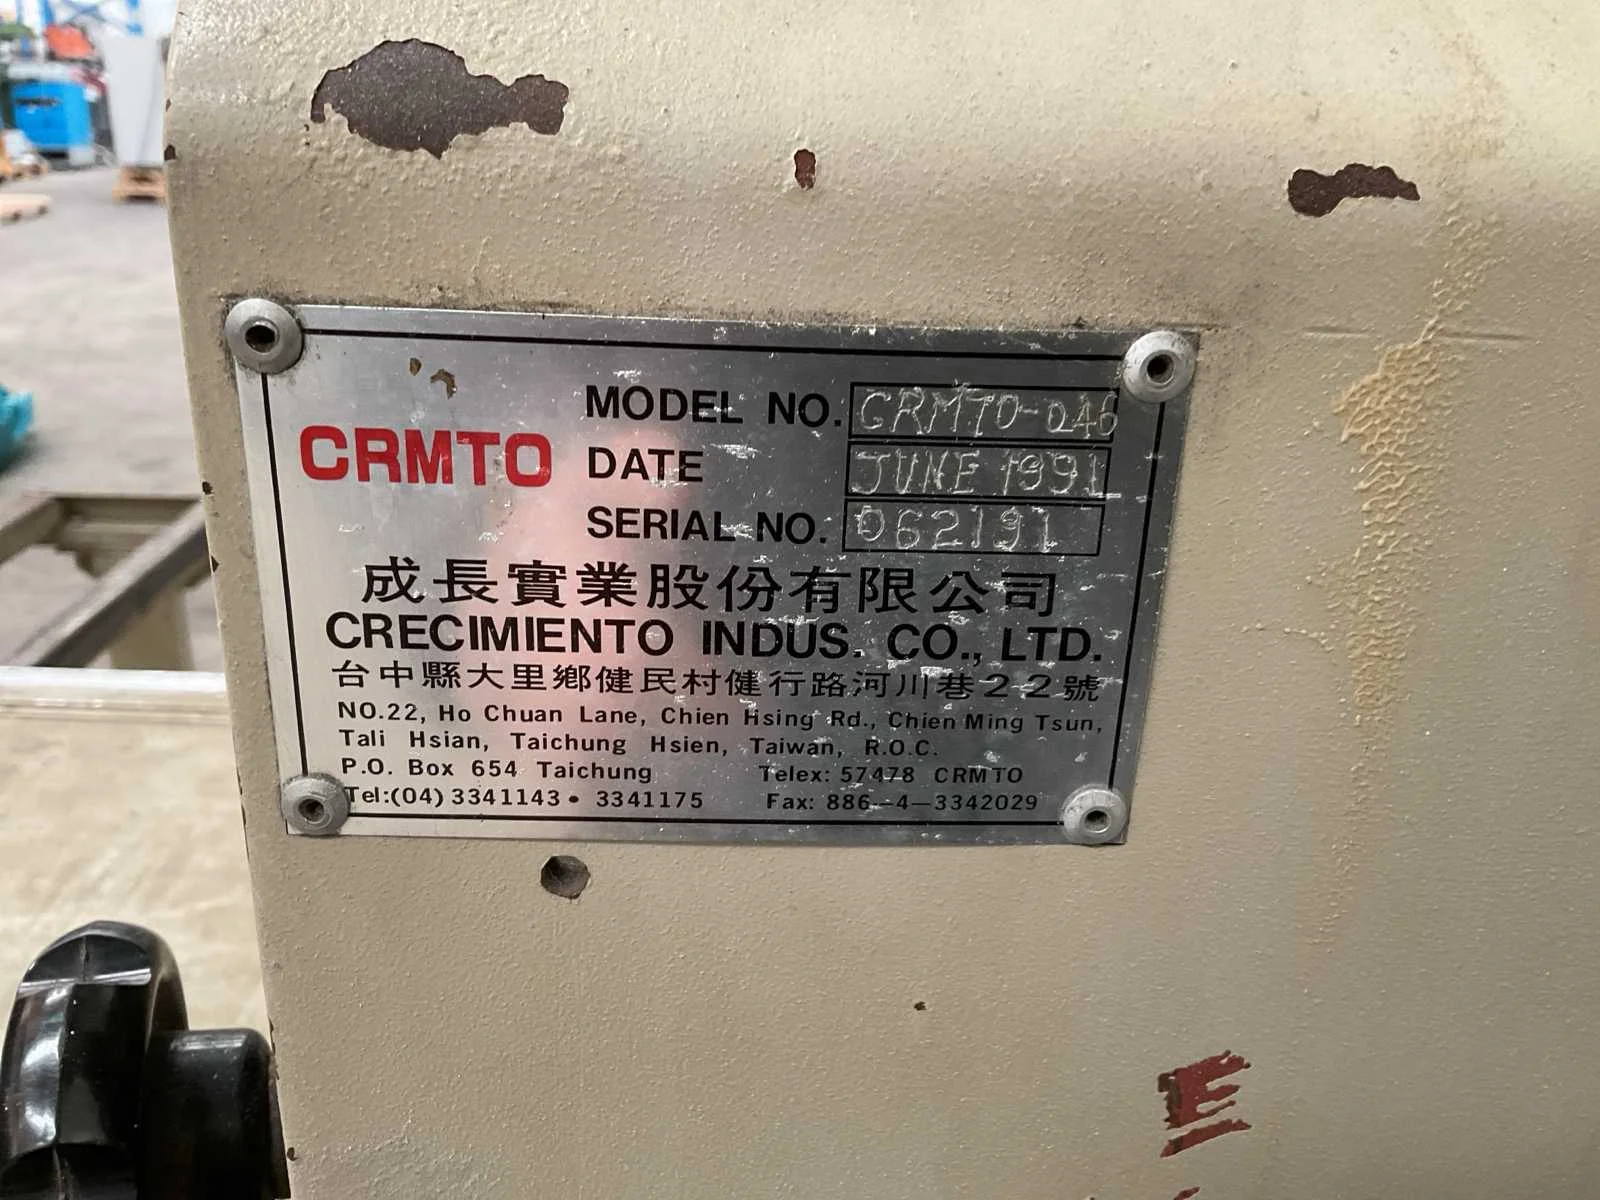 MODEL NO. CRMTO-046
CRMTO
DATE JUNE 1991
SERIAL NO. 062191
成長實業股份有限公司
CRECIMIENTO INDUS. CO., LTD.
台中縣大里鄉健民村健行路河川巷22號
NO.22, Ho Chuan Lane, Chien Hsing Rd., Chien Ming Tsun,
Tali Hsian, Taichung Hsien, Taiwan, R.O.C.
P.O. Box 654 Taichung Telex: 57478 CRMTO
Tel:(04) 3341143 • 3341175 Fax: 886-4-3342029
E